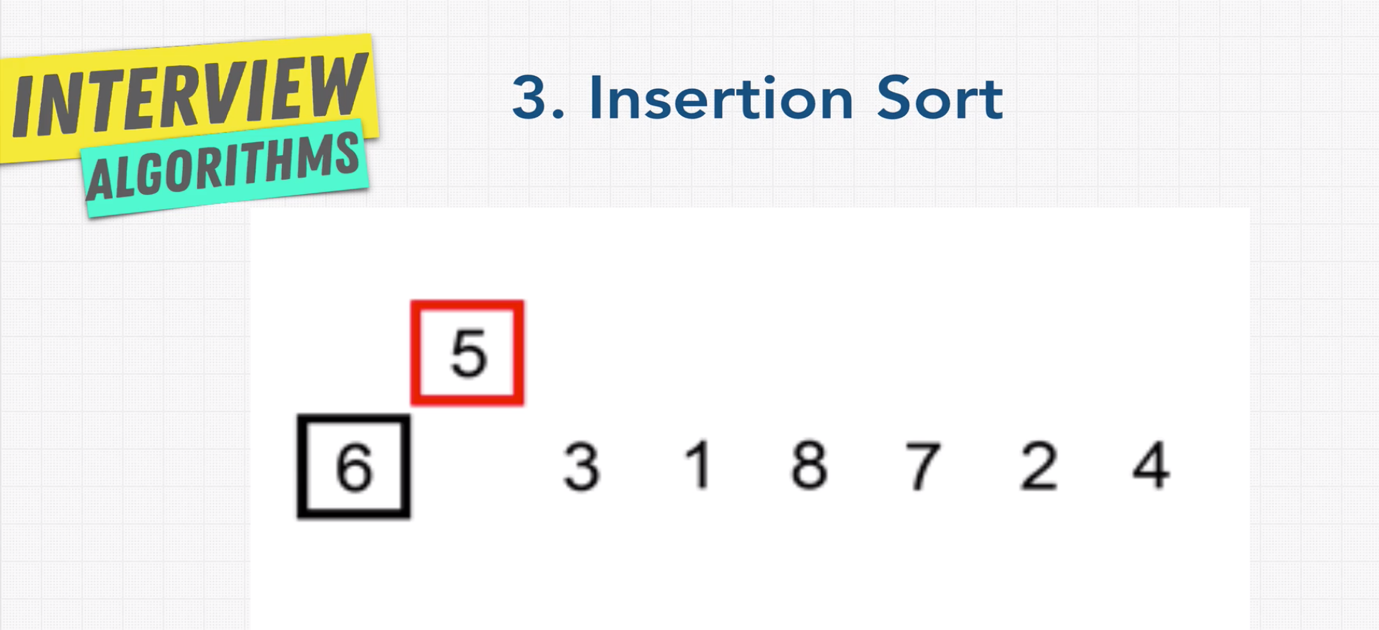 INTERVIEW
ALGORITHMS
3. Insertion Sort
5
6 3 1 8 7 2 4